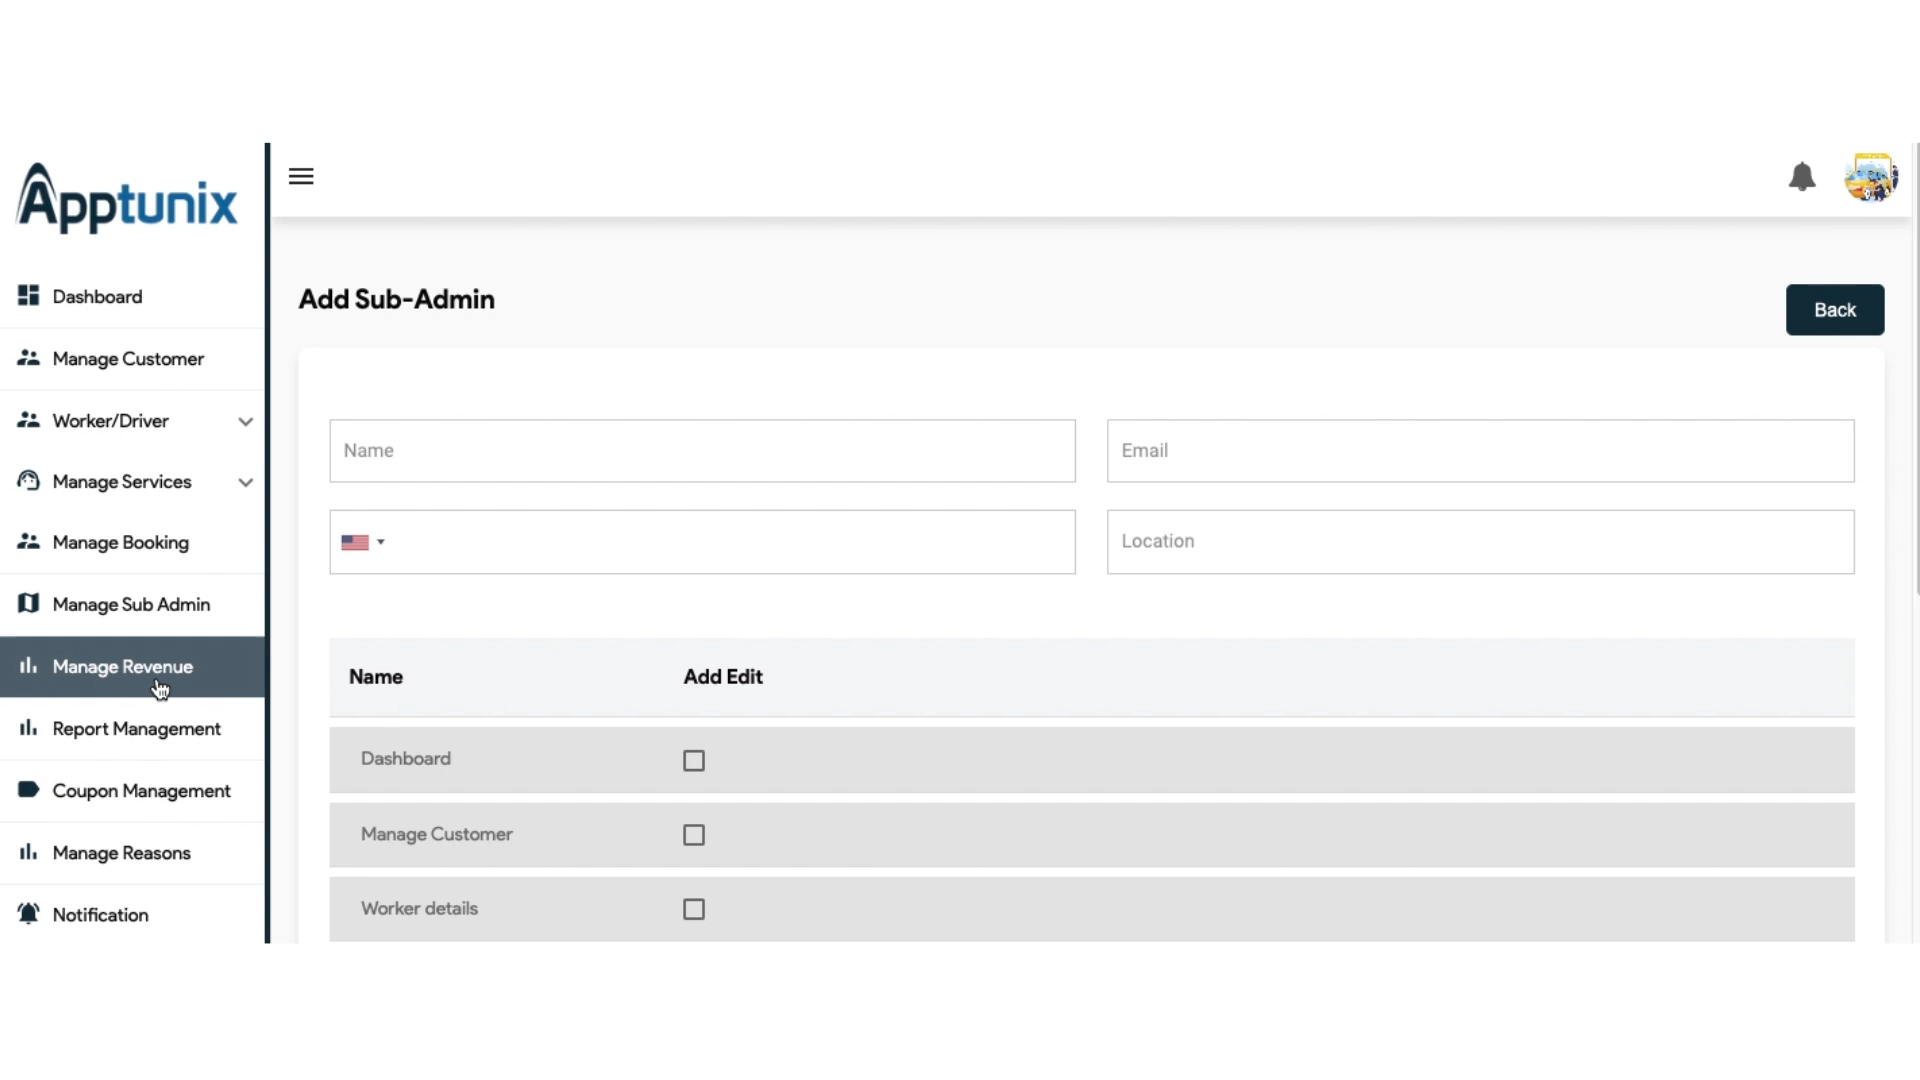 Apptunix
Dashboard
Manage Customer
Worker/Driver
Manage Services
Manage Booking
Manage Sub Admin
Manage Revenue
Report Management
Coupon Management
Manage Reasons
Notification
Add Sub-Admin
Back
Name
Email
Location
Name Add Edit
Dashboard
Manage Customer
Worker details